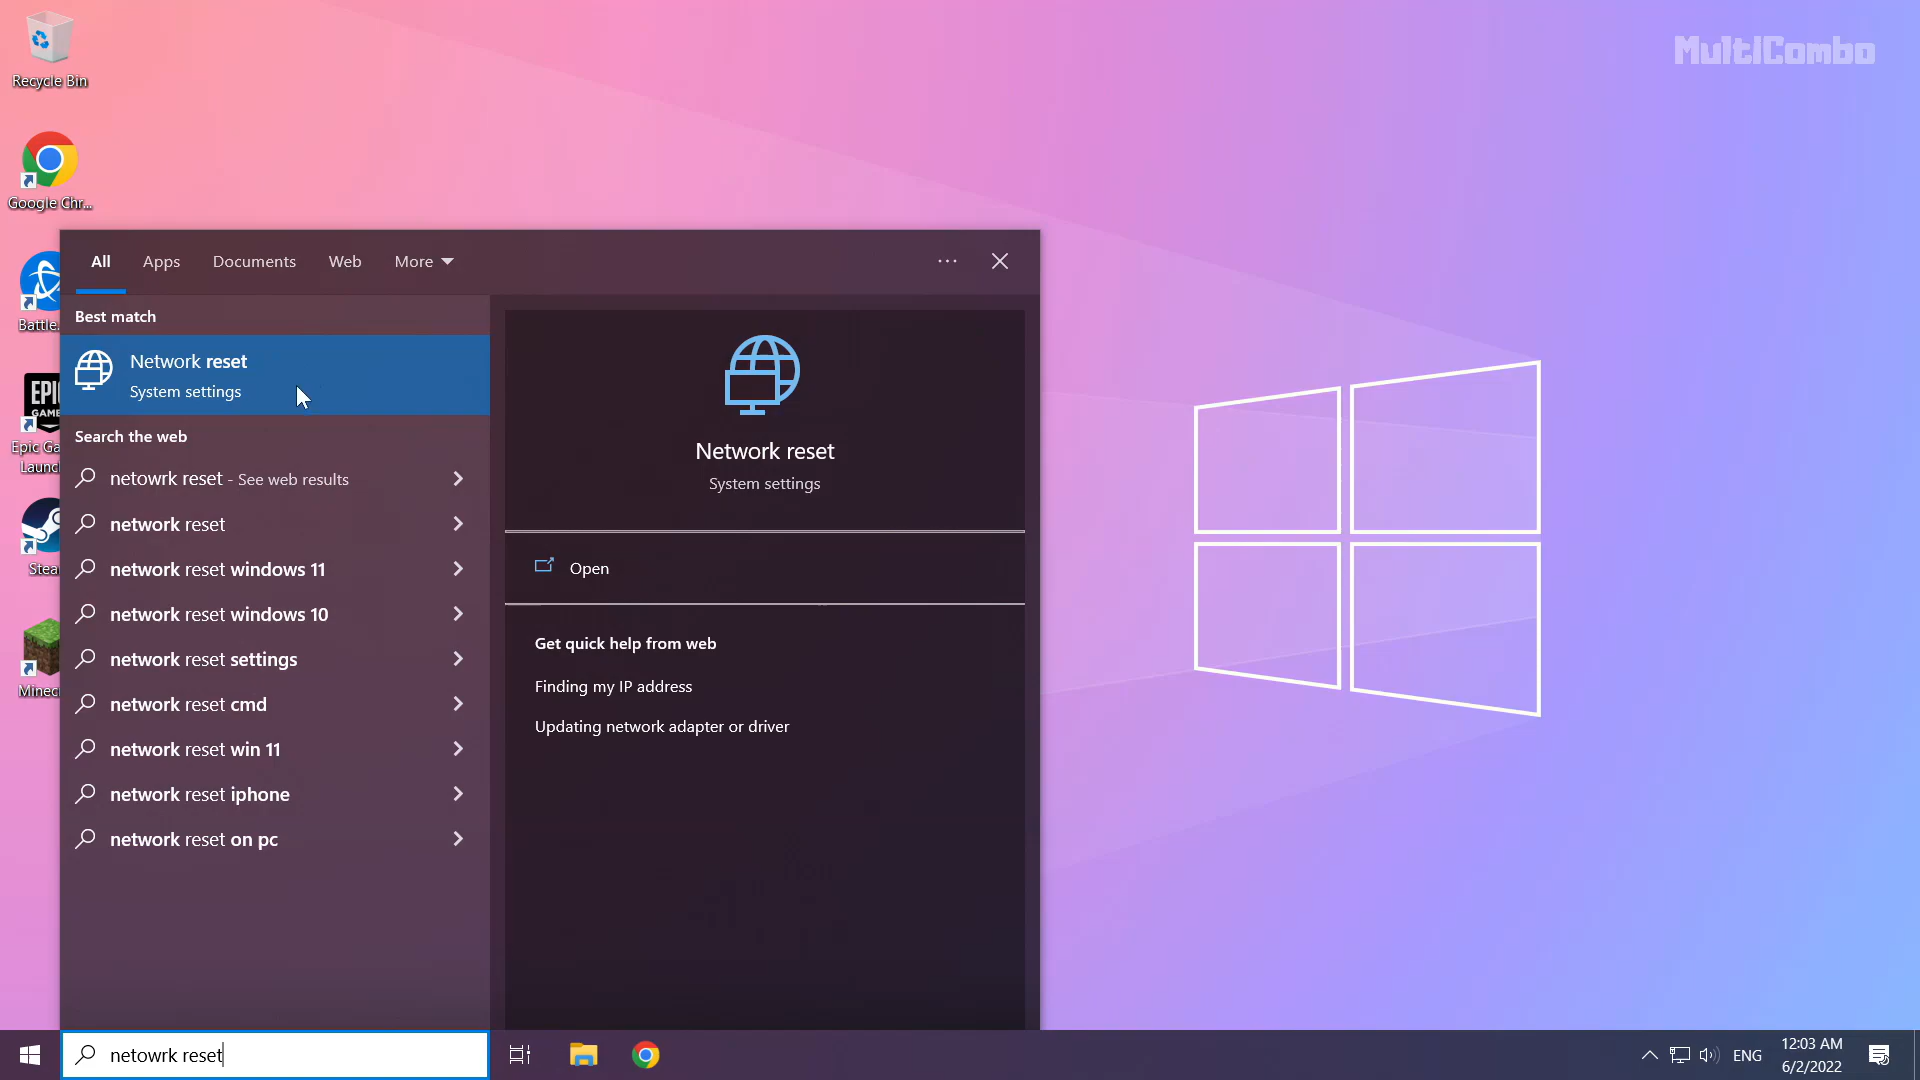 MultiCombo
Recycle Bin
Google Chr...
Battle.
EPIC
GAME
Epic Ga
Launc
Stea
Minec
All Apps Documents Web More
Best match
Network reset
System settings
Search the web
netowrk reset - See web results
network reset
network reset windows 11
network reset windows 10
network reset settings
network reset cmd
network reset win 11
network reset iphone
network reset on pc
Network reset
System settings
Open
Get quick help from web
Finding my IP address
Updating network adapter or driver
netowrk reset
ENG
12:03 AM
6/2/2022